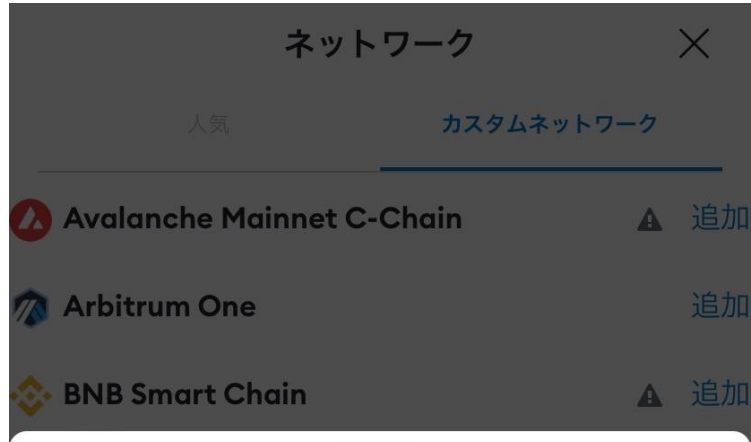 ネットワーク
人気
カスタムネットワーク
Avalanche Mainnet C-Chain 追加
Arbitrum One 追加
BNB Smart Chain 追加